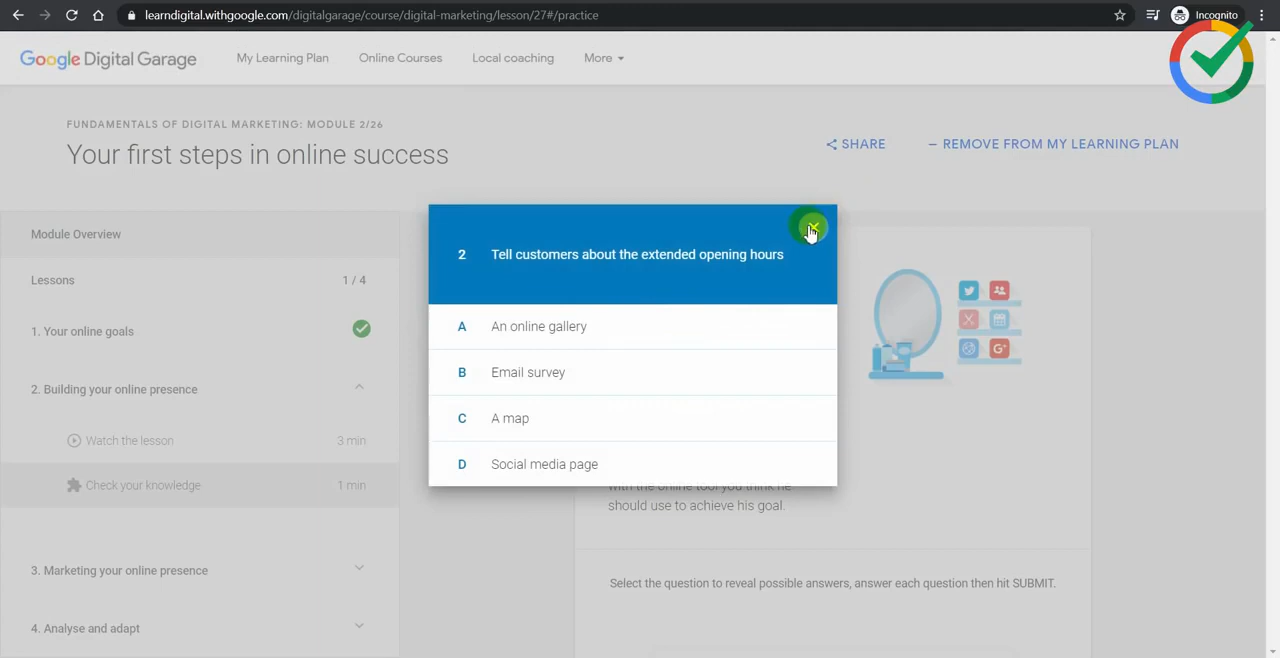 learndigital.withgoogle.com/digitalgarage/course/digital-marketing/lesson/27#/practice
Incognito
Google Digital Garage
My Learning Plan
Online Courses
Local coaching
More
FUNDAMENTALS OF DIGITAL MARKETING: MODULE 2/26
Your first steps in online success
SHARE
REMOVE FROM MY LEARNING PLAN
Module Overview
Lessons 1 / 4
1. Your online goals
2. Building your online presence
Watch the lesson 3 min
Check your knowledge 1 min
3. Marketing your online presence
4. Analyse and adapt
2 Tell customers about the extended opening hours
A An online gallery
B Email survey
C A map
D Social media page
with the online tool you think he
should use to achieve his goal.
Select the question to reveal possible answers, answer each question then hit SUBMIT.